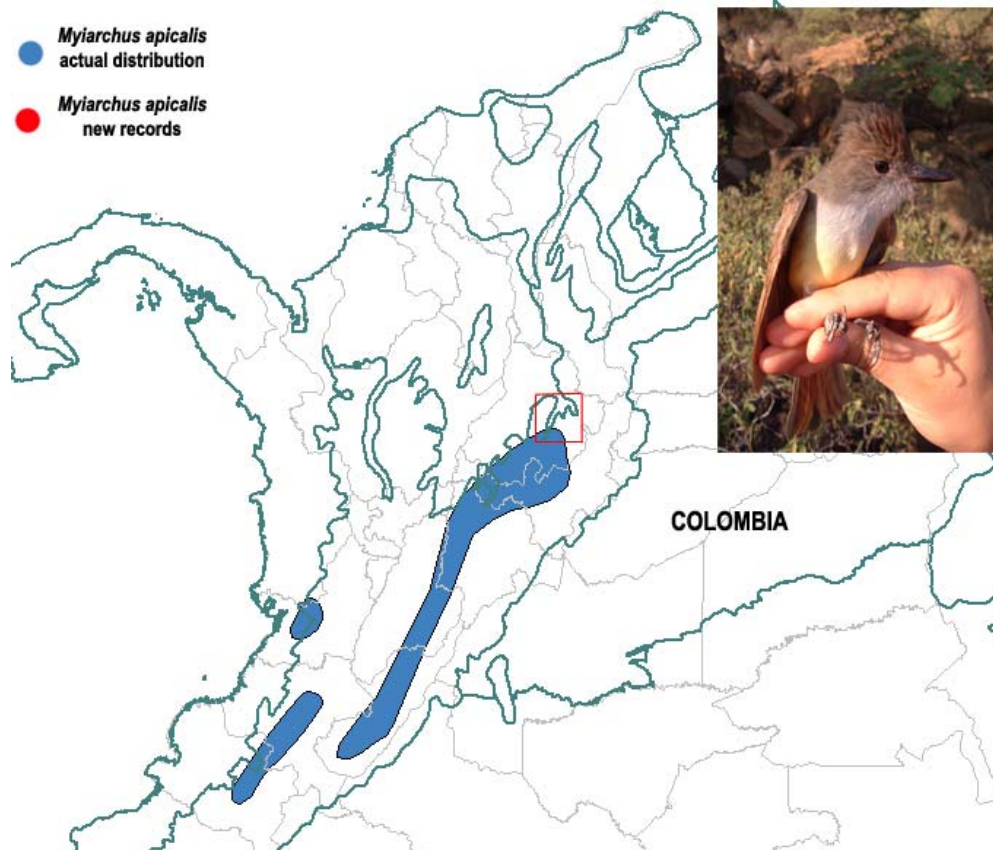 Myiarchus apicalis
actual distribution
Myiarchus apicalis
new records
COLOMBIA